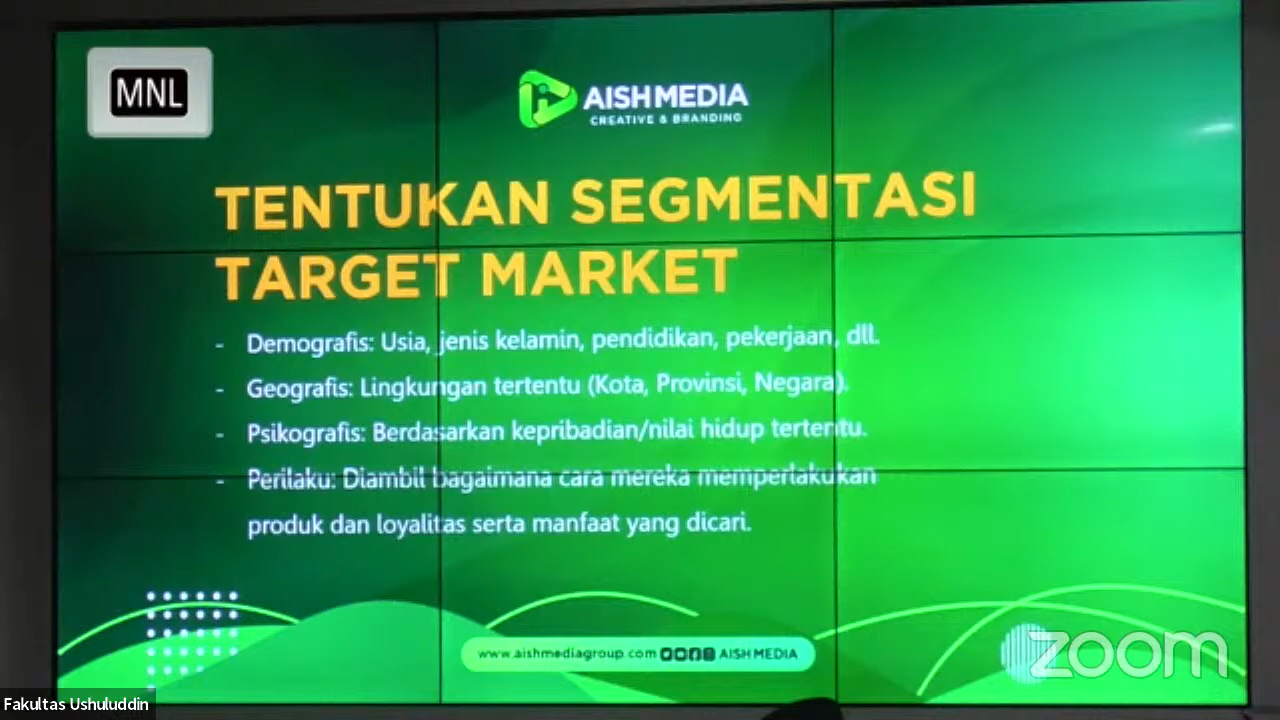 MNL
AISHMEDIA
CREATIVE & BRANDING
TENTUKAN SEGMENTASI
TARGET MARKET
- Demografis: Usia, jenis kelamin, pendidikan, pekerjaan, dll.
- Geografis: Lingkungan tertentu (Kota, Provinsi, Negara).
- Psikografis: Berdasarkan kepribadian/nilai hidup tertentu.
- Perilaku: Diambil bagaimana cara mereka memperlakukan
produk dan loyalitas serta manfaat yang dicari.
www.aishmediagroup.com AISH MEDIA
zoom
Fakultas Ushuluddin